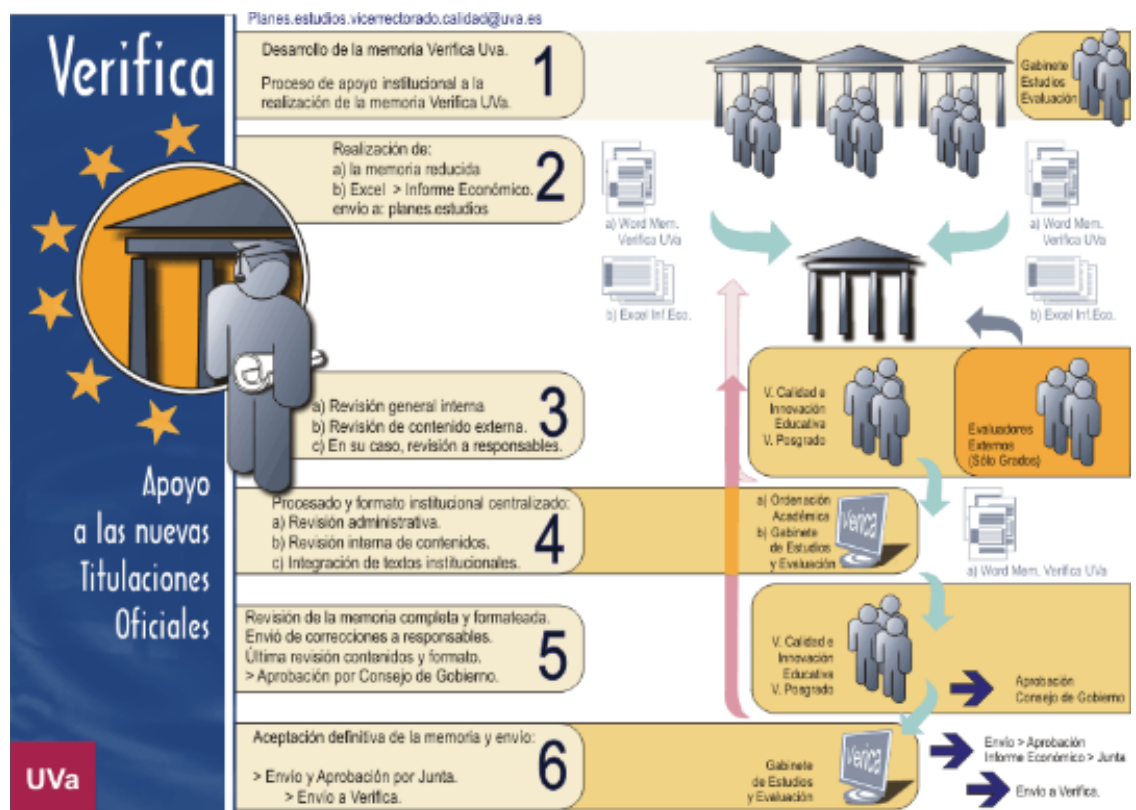 Planes.estudios.vicerrectorado.calidad@uva.es
Verifica
Apoyo
a las nuevas
Titulaciones
Oficiales
UVa
Desarrollo de la memoria Verifica Uva.
Proceso de apoyo institucional a la
realización de la memoria Verifica UVa.
1
Gabinete
Estudios
Evaluación
Realización de:
a) la memoria reducida
b) Excel > Informe Económico.
envío a: planes.estudios
2
a) Word Mem.
Verifica UVa
b) Excel Inf.Eco.
a) Word Mem.
Verifica UVa
b) Excel Inf.Eco.
a) Revisión general interna
b) Revisión de contenido externa.
c) En su caso, revisión a responsables.
3
V. Calidad e
Innovación
Educativa
V. Posgrado
Evaluadores
Externos
(Sólo Grados)
Procesado y formato institucional centralizado:
a) Revisión administrativa.
b) Revisión interna de contenidos.
c) Integración de textos institucionales.
4
a) Ordenación
Académica
b) Gabinete
de Estudios
y Evaluación
Verica
a) Word Mem. Verifica UVa
Revisión de la memoria completa y formateada.
Envió de correcciones a responsables.
Última revisión contenidos y formato.
> Aprobación por Consejo de Gobierno.
5
V. Calidad e
Innovación
Educativa
V. Posgrado
Aprobación
Consejo de Gobierno
Aceptación definitiva de la memoria y envío:
> Envío y Aprobación por Junta.
> Envío a Verifica.
6
Gabinete
de Estudios
y Evaluación
Verica
Envío > Aprobación
Informe Económico > Junta
Envío a Verifica.